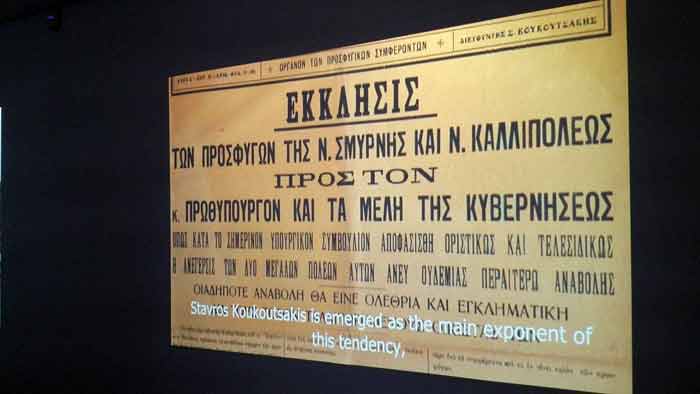 ΟΡΓΑΝΟΝ ΤΩΝ ΠΡΟΣΦΥΓΙΚΩΝ ΣΥΜΦΕΡΟΝΤΩΝ + ΔΙΕΥΘΥΝΤΗΣ Σ. ΚΟΥΚΟΥΤΣΑΚΗΣ
ΕΚΚΛΗΣΙΣ
ΤΩΝ ΠΡΟΣΦΥΓΩΝ ΤΗΣ Ν. ΣΜΥΡΝΗΣ ΚΑΙ Ν. ΚΑΛΛΙΠΟΛΕΩΣ
ΠΡΟΣ ΤΟΝ
κ. ΠΡΩΘΥΠΟΥΡΓΟΝ ΚΑΙ ΤΑ ΜΕΛΗ ΤΗΣ ΚΥΒΕΡΝΗΣΕΩΣ
ΟΠΩΣ ΚΑΤΑ ΤΟ ΣΗΜΕΡΙΝΟΝ ΥΠΟΥΡΓΙΚΟΝ ΣΥΜΒΟΥΛΙΟΝ ΑΠΟΦΑΣΙΣΘΗ ΟΡΙΣΤΙΚΩΣ ΚΑΙ ΤΕΛΕΣΙΔΙΚΩΣ
Η ΑΝΕΓΕΡΣΙΣ ΤΩΝ ΔΥΟ ΜΕΓΑΛΩΝ ΠΟΛΕΩΝ ΑΥΤΩΝ ΑΝΕΥ ΟΥΔΕΜΙΑΣ ΠΕΡΑΙΤΕΡΩ ΑΝΑΒΟΛΗΣ
ΟΙΑΔΗΠΟΤΕ ΑΝΑΒΟΛΗ ΘΑ ΕΙΝΕ ΟΛΕΘΡΙΑ ΚΑΙ ΕΓΚΛΗΜΑΤΙΚΗ
Stavros Koukoutsakis is emerged as the main exponent of
this tendency,